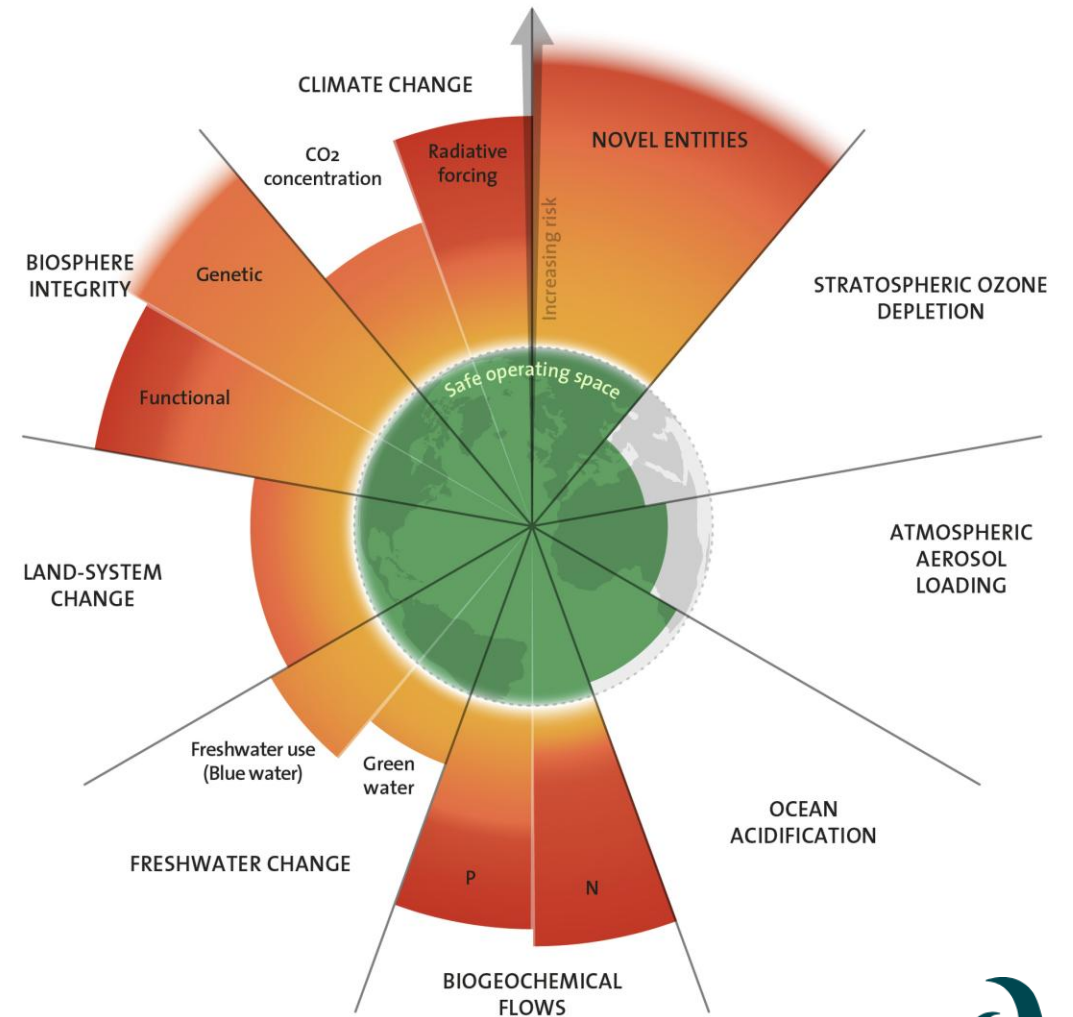 CLIMATE CHANGE
CO2
concentration
Radiative
forcing
NOVEL ENTITIES
Increasing risk
BIOSPHERE
INTEGRITY
Genetic
Functional
STRATOSPHERIC OZONE
DEPLETION
Safe operating space
ATMOSPHERIC
AEROSOL
LOADING
LAND-SYSTEM
CHANGE
Freshwater use
(Blue water)
Green
water
FRESHWATER CHANGE
OCEAN
ACIDIFICATION
P
N
BIOGEOCHEMICAL
FLOWS